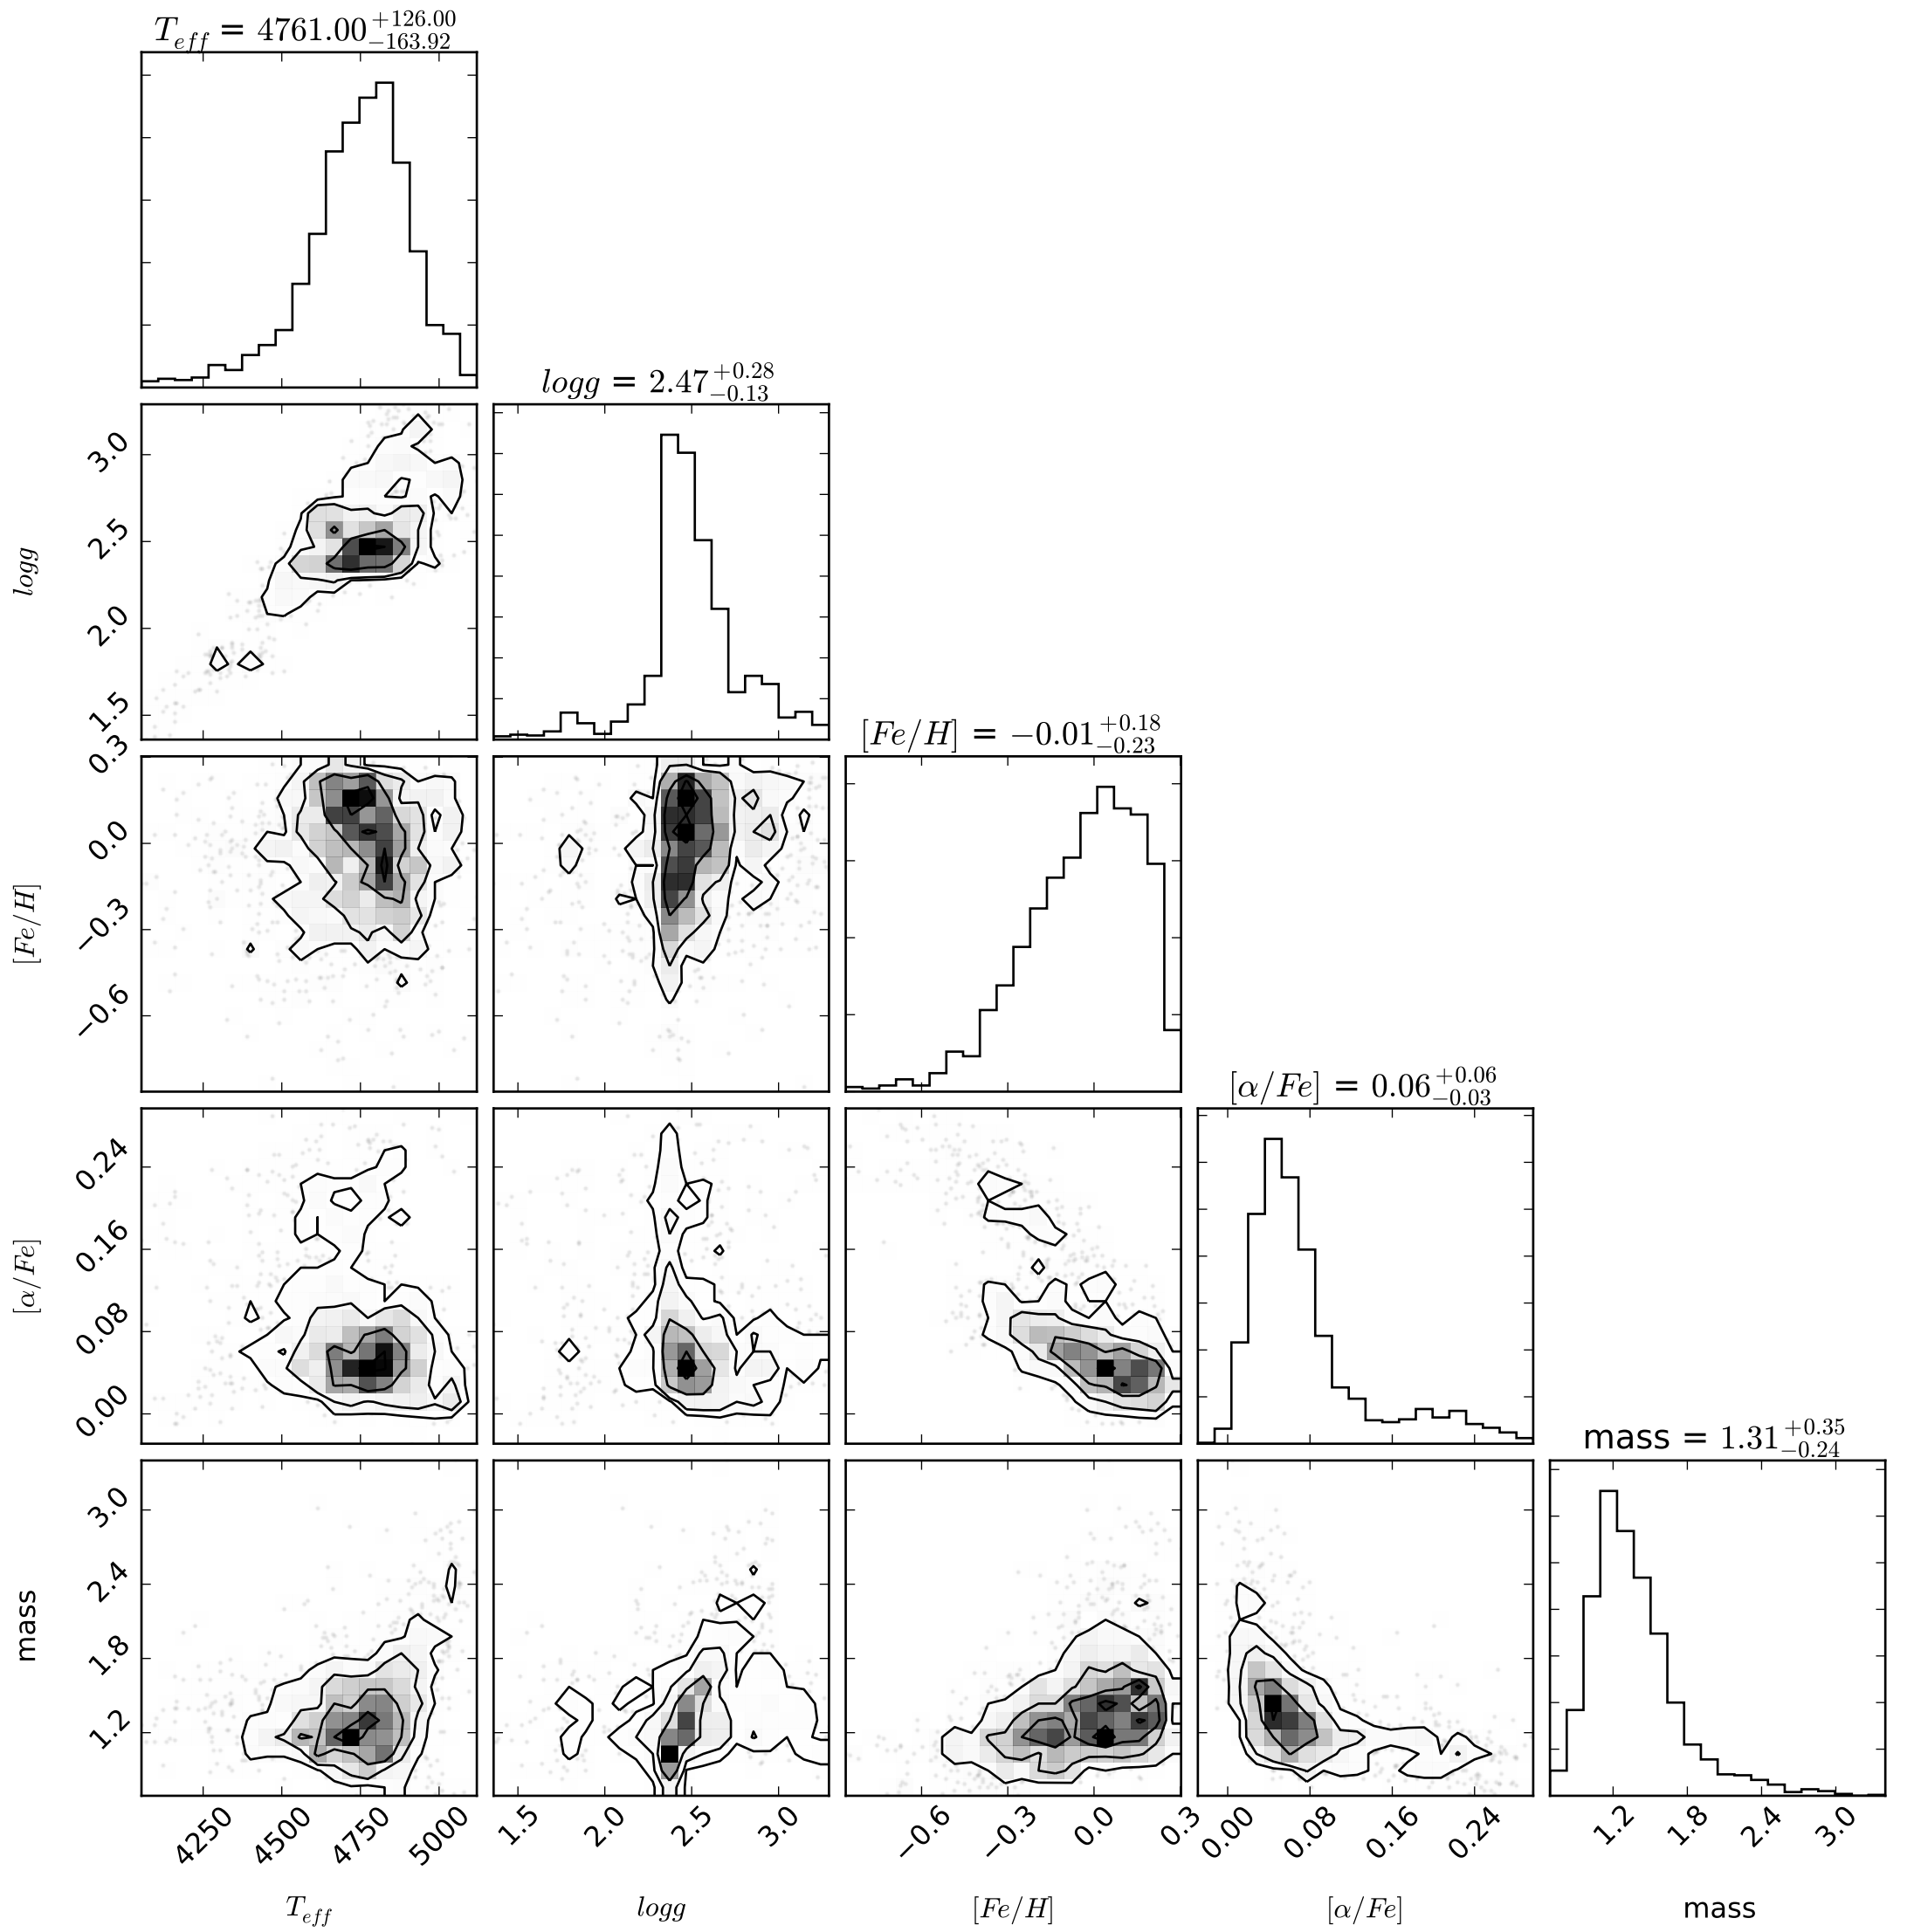 T_eff = 4761.00 +126.00 −163.92
logg = 2.47 +0.28 −0.13
3.0
2.5
logg
2.0
1.5
[Fe/H] = −0.01 +0.18 −0.23
0.3
0.0
[Fe/H]
−0.3
−0.6
[α/Fe] = 0.06 +0.06 −0.03
0.24
0.16
[α/Fe]
0.08
0.00
mass = 1.31 +0.35 −0.24
3.0
2.4
mass
1.8
1.2
4250 4500 4750 5000 1.5 2.0 2.5 3.0 −0.6 −0.3 0.0 0.3 0.00 0.08 0.16 0.24 1.2 1.8 2.4 3.0
T_eff logg [Fe/H] [α/Fe] mass